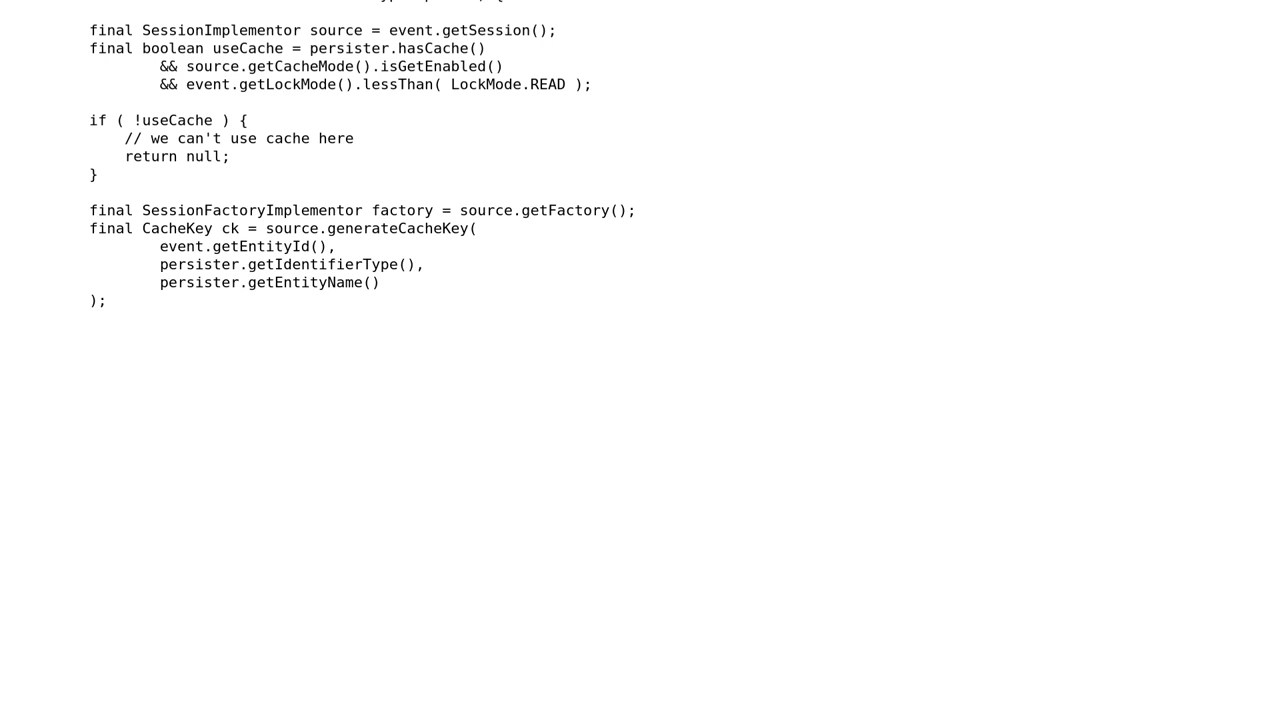 final SessionImplementor source = event.getSession();
final boolean useCache = persister.hasCache()
        && source.getCacheMode().isGetEnabled()
        && event.getLockMode().lessThan( LockMode.READ );

if ( !useCache ) {
    // we can't use cache here
    return null;
}

final SessionFactoryImplementor factory = source.getFactory();
final CacheKey ck = source.generateCacheKey(
        event.getEntityId(),
        persister.getIdentifierType(),
        persister.getEntityName()
);